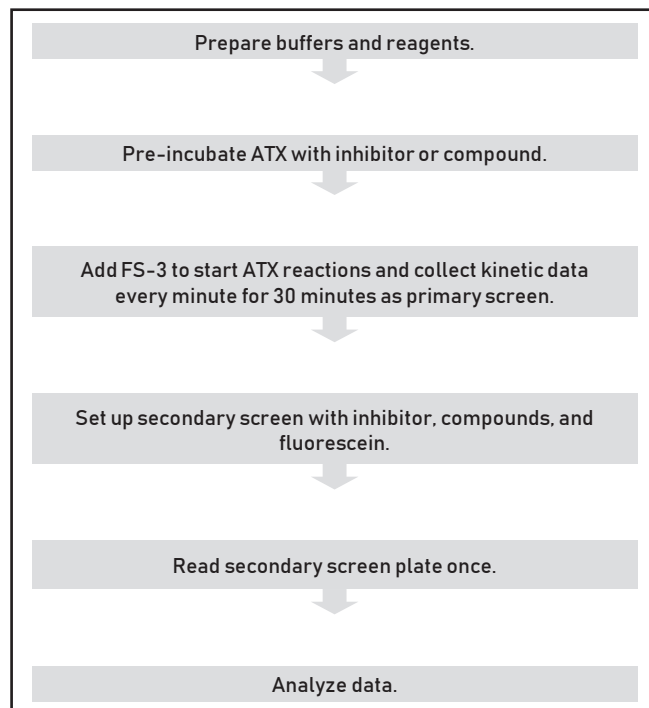 Prepare buffers and reagents.
Pre-incubate ATX with inhibitor or compound.
Add FS-3 to start ATX reactions and collect kinetic data
every minute for 30 minutes as primary screen.
Set up secondary screen with inhibitor, compounds, and
fluorescein.
Read secondary screen plate once.
Analyze data.